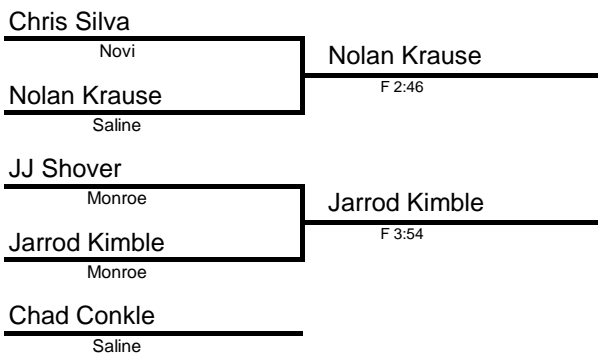 Chris Silva
Novi
Nolan Krause
Saline
Nolan Krause
F 2:46
JJ Shover
Monroe
Jarrod Kimble
Monroe
Jarrod Kimble
F 3:54
Chad Conkle
Saline